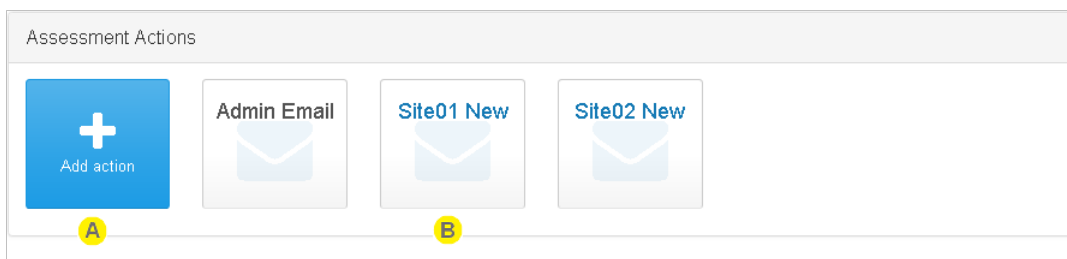 Assessment Actions
Add action
Admin Email
Site01 New
Site02 New
A
B